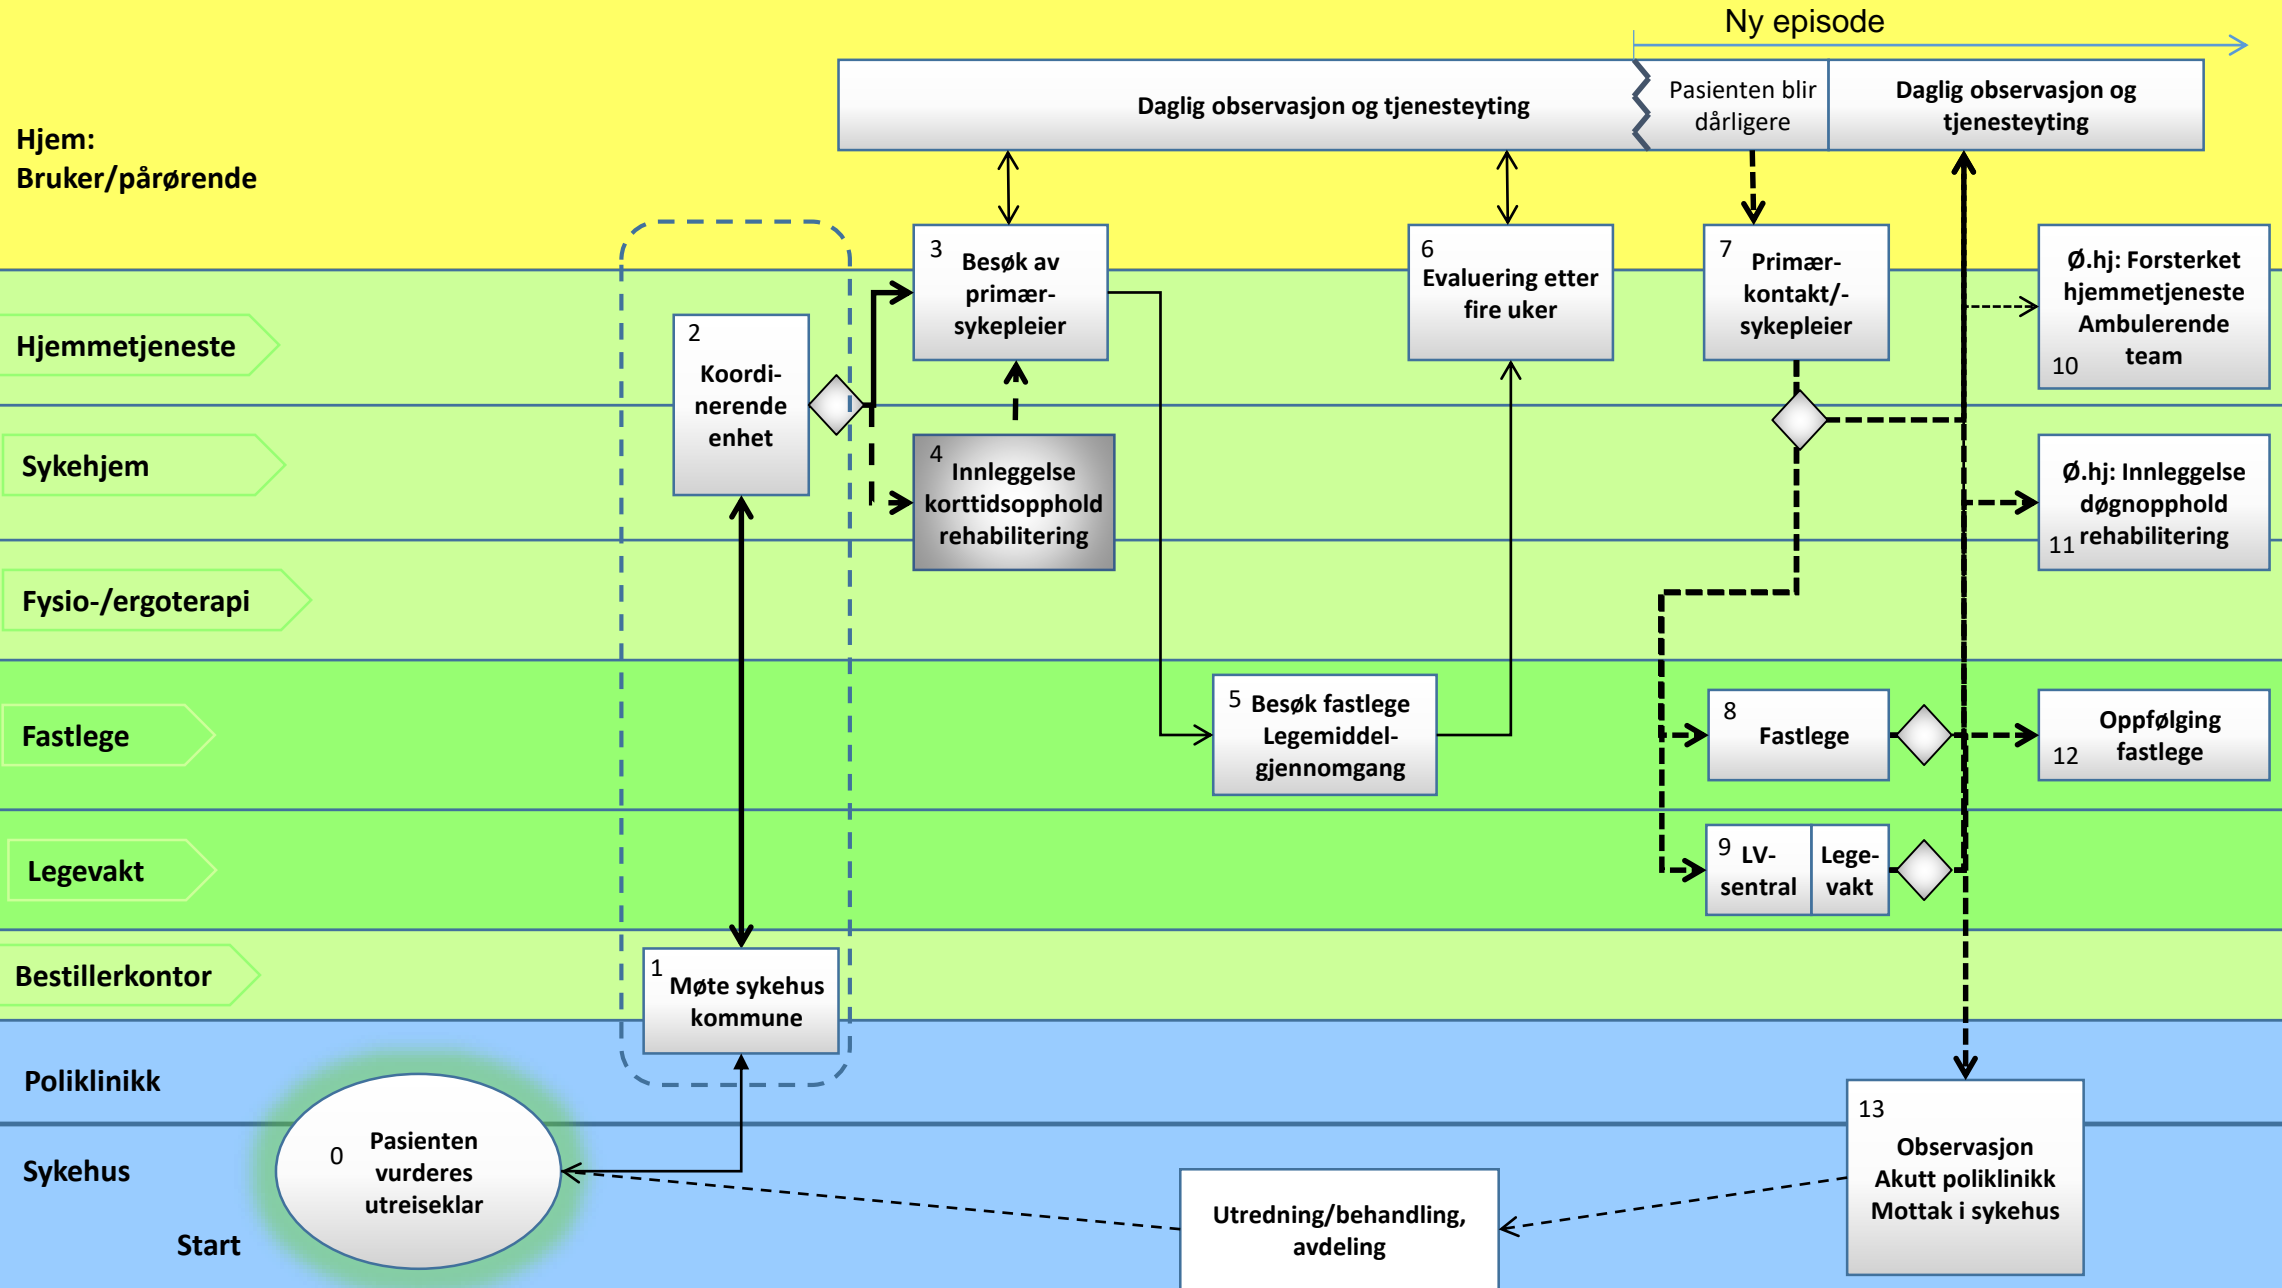 Ny episode
Daglig observasjon og tjenesteyting
Pasienten blir
dårligere
Daglig observasjon og
tjenesteyting
Hjem:
Bruker/pårørende
3
Besøk av
primær-
sykepleier
6
Evaluering etter
fire uker
7
Primær-
kontakt/-
sykepleier
Ø.hj: Forsterket
hjemmetjeneste
Ambulerende
team
10
Hjemmetjeneste
2
Koordi-
nerende
enhet
Sykehjem
4
Innleggelse
korttidsopphold
rehabilitering
Ø.hj: Innleggelse
døgnopphold
rehabilitering
11
Fysio-/ergoterapi
Fastlege
5
Besøk fastlege
Legemiddel-
gjennomgang
8
Fastlege
Oppfølging
fastlege
12
Legevakt
9
LV-
sentral
Lege-
vakt
Bestillerkontor
1
Møte sykehus
kommune
Poliklinikk
Sykehus
Start
0
Pasienten
vurderes
utreiseklar
Utredning/behandling,
avdeling
13
Observasjon
Akutt poliklinikk
Mottak i sykehus